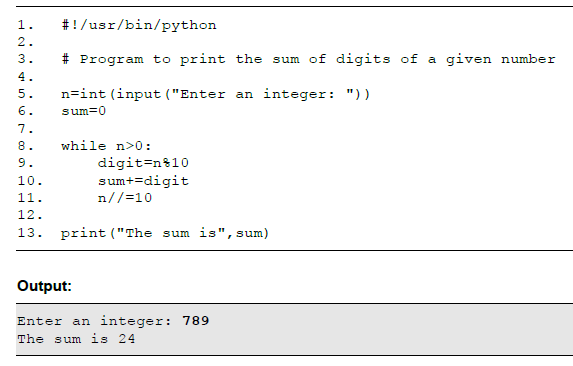 1. #!/usr/bin/python
2.
3. # Program to print the sum of digits of a given number
4.
5. n=int(input("Enter an integer: "))
6. sum=0
7.
8. while n>0:
9.     digit=n%10
10.     sum+=digit
11.     n//=10
12.
13. print("The sum is",sum)
Output:
Enter an integer: 789
The sum is 24